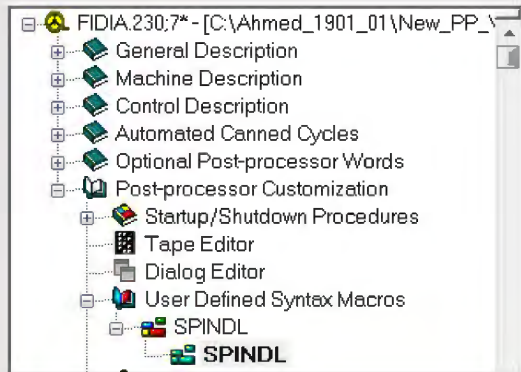 FIDIA.230;7* - [C:\Ahmed_1901_01\New_PP_\
General Description
Machine Description
Control Description
Automated Canned Cycles
Optional Post-processor Words
Post-processor Customization
Startup/Shutdown Procedures
Tape Editor
Dialog Editor
User Defined Syntax Macros
SPINDL
SPINDL